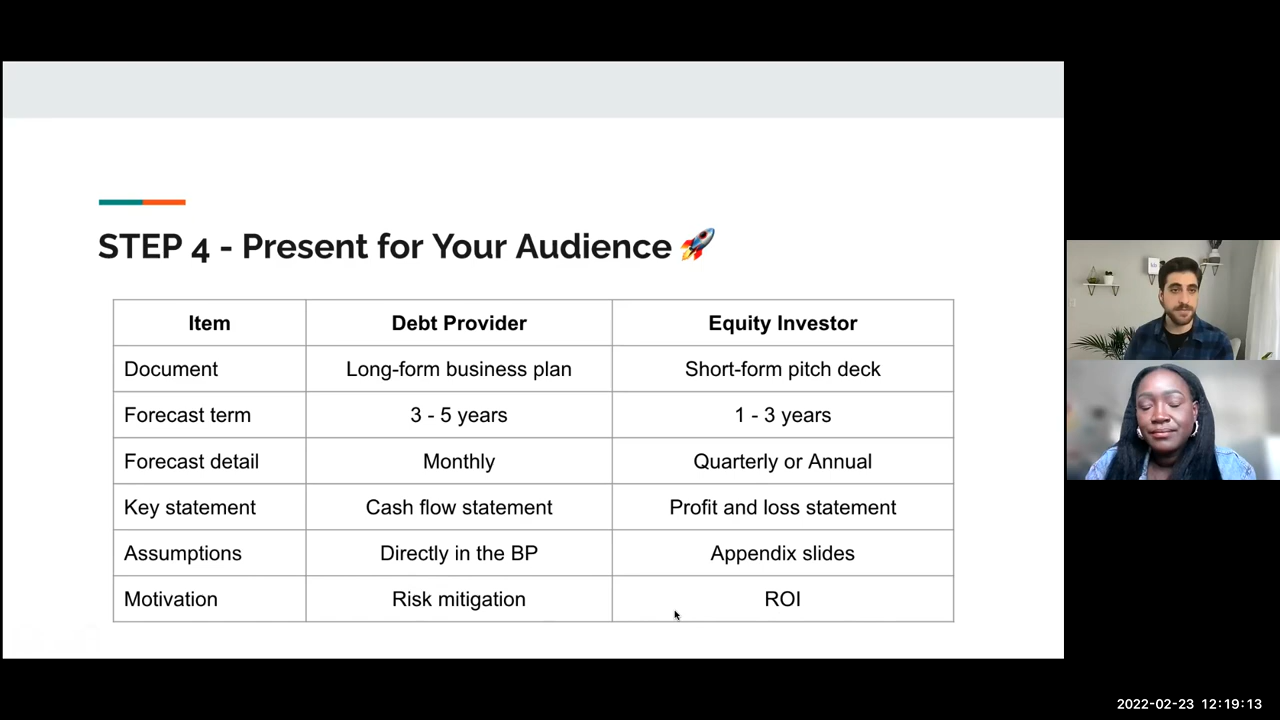 STEP 4 - Present for Your Audience 🚀
Item Debt Provider Equity Investor
Document Long-form business plan Short-form pitch deck
Forecast term 3 - 5 years 1 - 3 years
Forecast detail Monthly Quarterly or Annual
Key statement Cash flow statement Profit and loss statement
Assumptions Directly in the BP Appendix slides
Motivation Risk mitigation ROI
2022-02-23 12:19:13